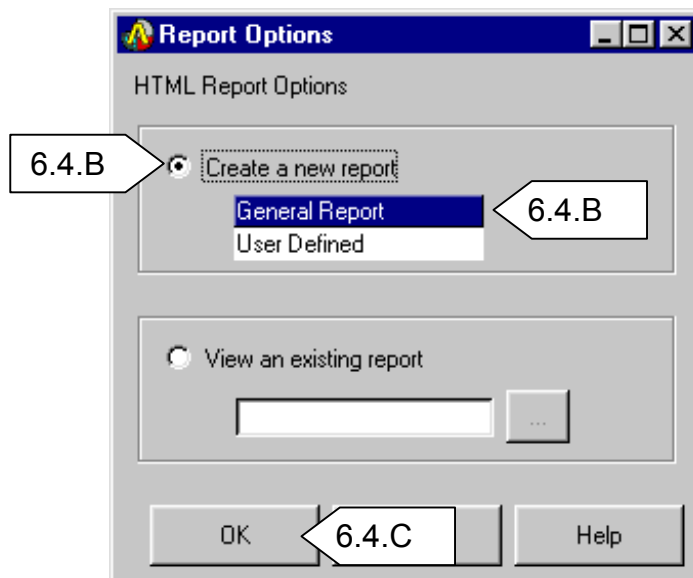 Report Options
HTML Report Options
6.4.B
Create a new report
General Report
6.4.B
User Defined
View an existing report
...
OK
6.4.C
Help